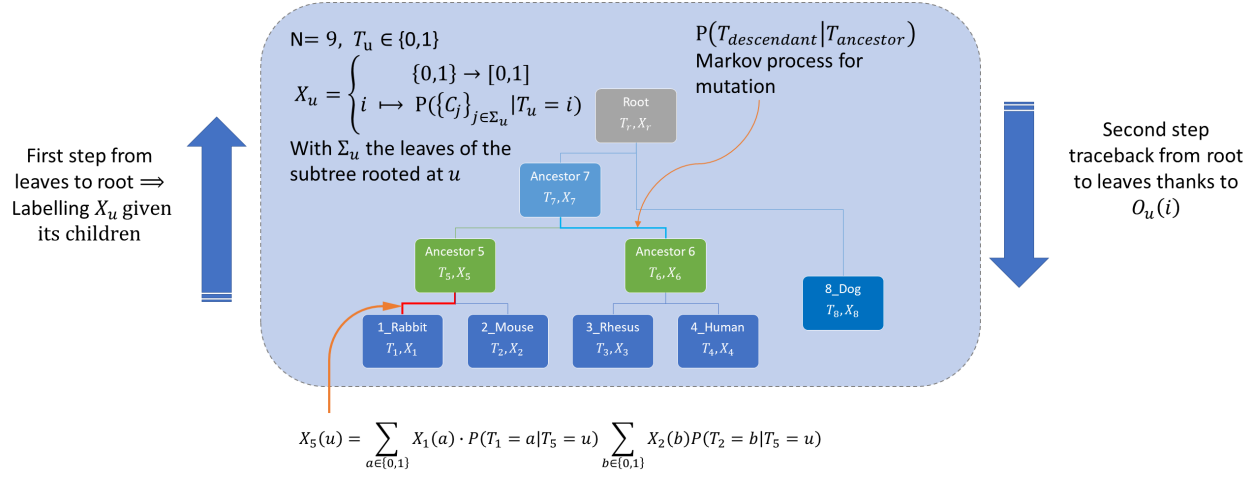 N= 9, T_u ∈ {0,1}
X_u = { {0,1} → [0,1]
i ⟼ P({C_j}_{j∈Σ_u}|T_u = i)
With Σ_u the leaves of the
subtree rooted at u
P(T_descendant|T_ancestor)
Markov process for
mutation
First step from
leaves to root ⟹
Labelling X_u given
its children
Second step
traceback from root
to leaves thanks to
O_u(i)
Root
T_r, X_r
Ancestor 7
T_7, X_7
Ancestor 5
T_5, X_5
Ancestor 6
T_6, X_6
8_Dog
T_8, X_8
1_Rabbit
T_1, X_1
2_Mouse
T_2, X_2
3_Rhesus
T_3, X_3
4_Human
T_4, X_4
X_5(u) = ∑_{a∈{0,1}} X_1(a) · P(T_1 = a|T_5 = u) ∑_{b∈{0,1}} X_2(b)P(T_2 = b|T_5 = u)